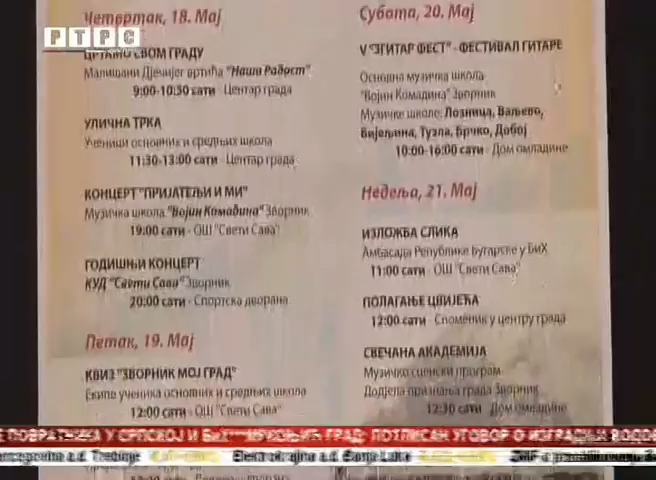 РТРС
Четвртак, 18. Мај
ЦРТАМО СВОМ ГРАДУ
Малишани Дјечијег вртића "Наша Радост"
9:00-10:30 сати - Центар града
УЛИЧНА ТРКА
Ученици основних и средњих школа
11:30-13:00 сати - Центар града
КОНЦЕРТ "ПРИЈАТЕЉИ И МИ"
Музичка школа "Војин Комадина" Зворник
19:00 сати - ОШ "Свети Сава"
ГОДИШЊИ КОНЦЕРТ
КУД "Свети Сава" Зворник
20:00 сати - Спортска дворана
Петак, 19. Мај
КВИЗ "ЗВОРНИК МОЈ ГРАД"
Екипе ученика основних и средњих школа
12:00 сати - ОШ "Свети Сава"
Субота, 20. Мај
V "ЗГИТАР ФЕСТ" - ФЕСТИВАЛ ГИТАРЕ
Основна музичка школа
"Војин Комадина" Зворник
Музичке школе: Лозница, Ваљево,
Бијељина, Тузла, Брчко, Добој
10:00-16:00 сати - Дом омладине
Недеља, 21. Мај
ИЗЛОЖБА СЛИКА
Амбасада Републике Бугарске у БиХ
11:00 сати - ОШ "Свети Сава"
ПОЛАГАЊЕ ЦВИЈЕЋА
12:00 сати - Споменик у центру града
СВЕЧАНА АКАДЕМИЈА
Музичко сценски програм
Додјела признања града Зворник
12:30 сати - Дом омладине
Е ПОВРАТНИКА У СРПСКОЈ И БИХ МРКОЊИЋ ГРАД: ПОТПИСАН УГОВОР О ИЗГРАДЊИ ВОДОВ